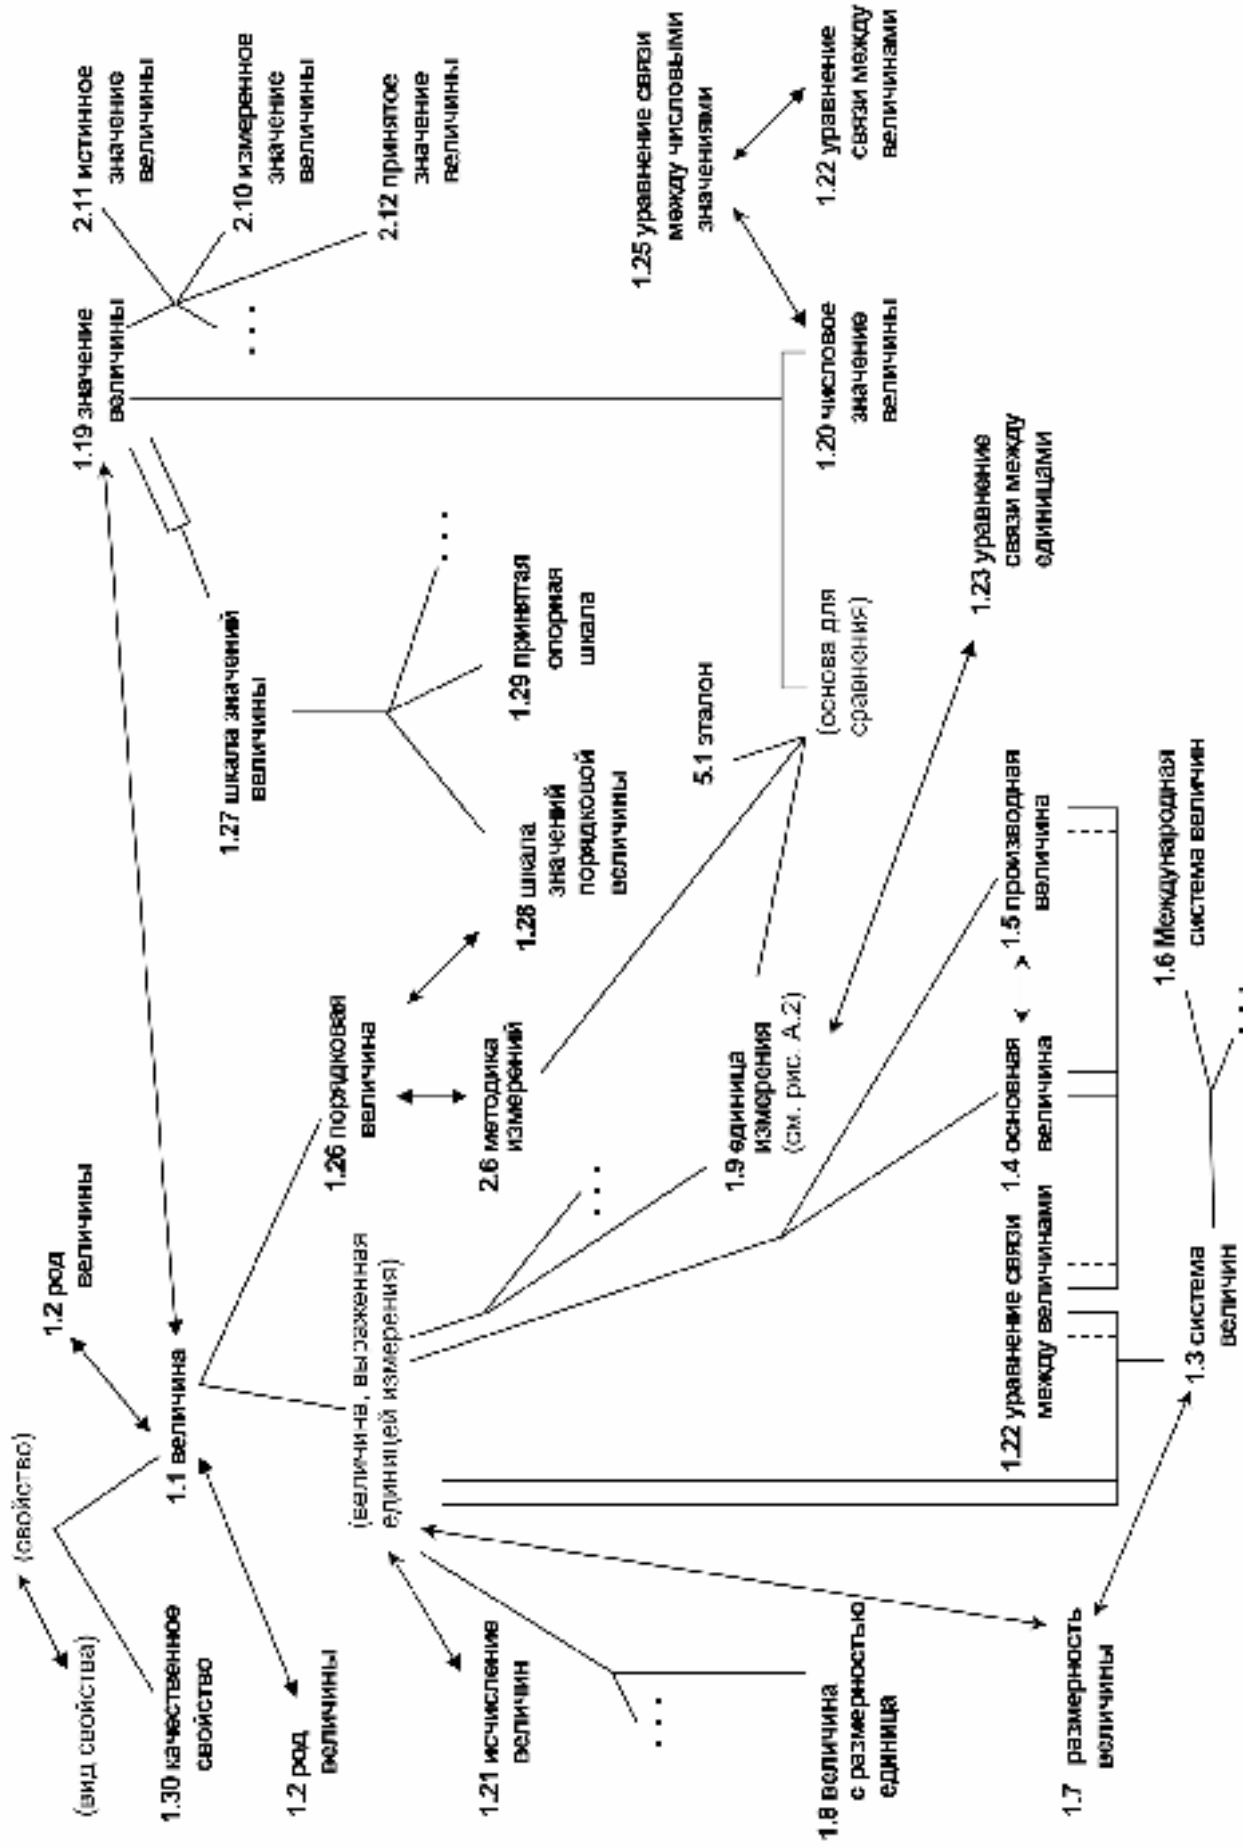 (вид свойства)
(свойство)
1.30 качественное
свойство
1.2 род
величины
1.1 величина
1.2 род
величины
1.19 значение
величины
2.11 истинное
значение
величины
2.10 измеренное
значение
величины
2.12 принятое
значение
величины
. . .
1.27 шкала значений
величины
1.26 порядковая
величина
(величина, выраженная
единицей измерения)
1.21 исчисление
величин
2.6 методика
измерений
1.28 шкала
значений
порядковой
величины
1.29 принятая
опорная
шкала
. . .
. . .
. . .
1.25 уравнение связи
между числовыми
значениями
5.1 эталон
1.9 единица
измерения
(см. рис. А.2)
1.8 величина
с размерностью
единица
(основа для
сравнения)
1.20 числовое
значение
величины
1.22 уравнение
связи между
величинами
1.23 уравнение
связи между
единицами
1.22 уравнение связи
между величинами
1.4 основная
величина
1.5 производная
величина
1.7 размерность
величины
1.3 система
величин
1.6 Международная
система величин
. . .